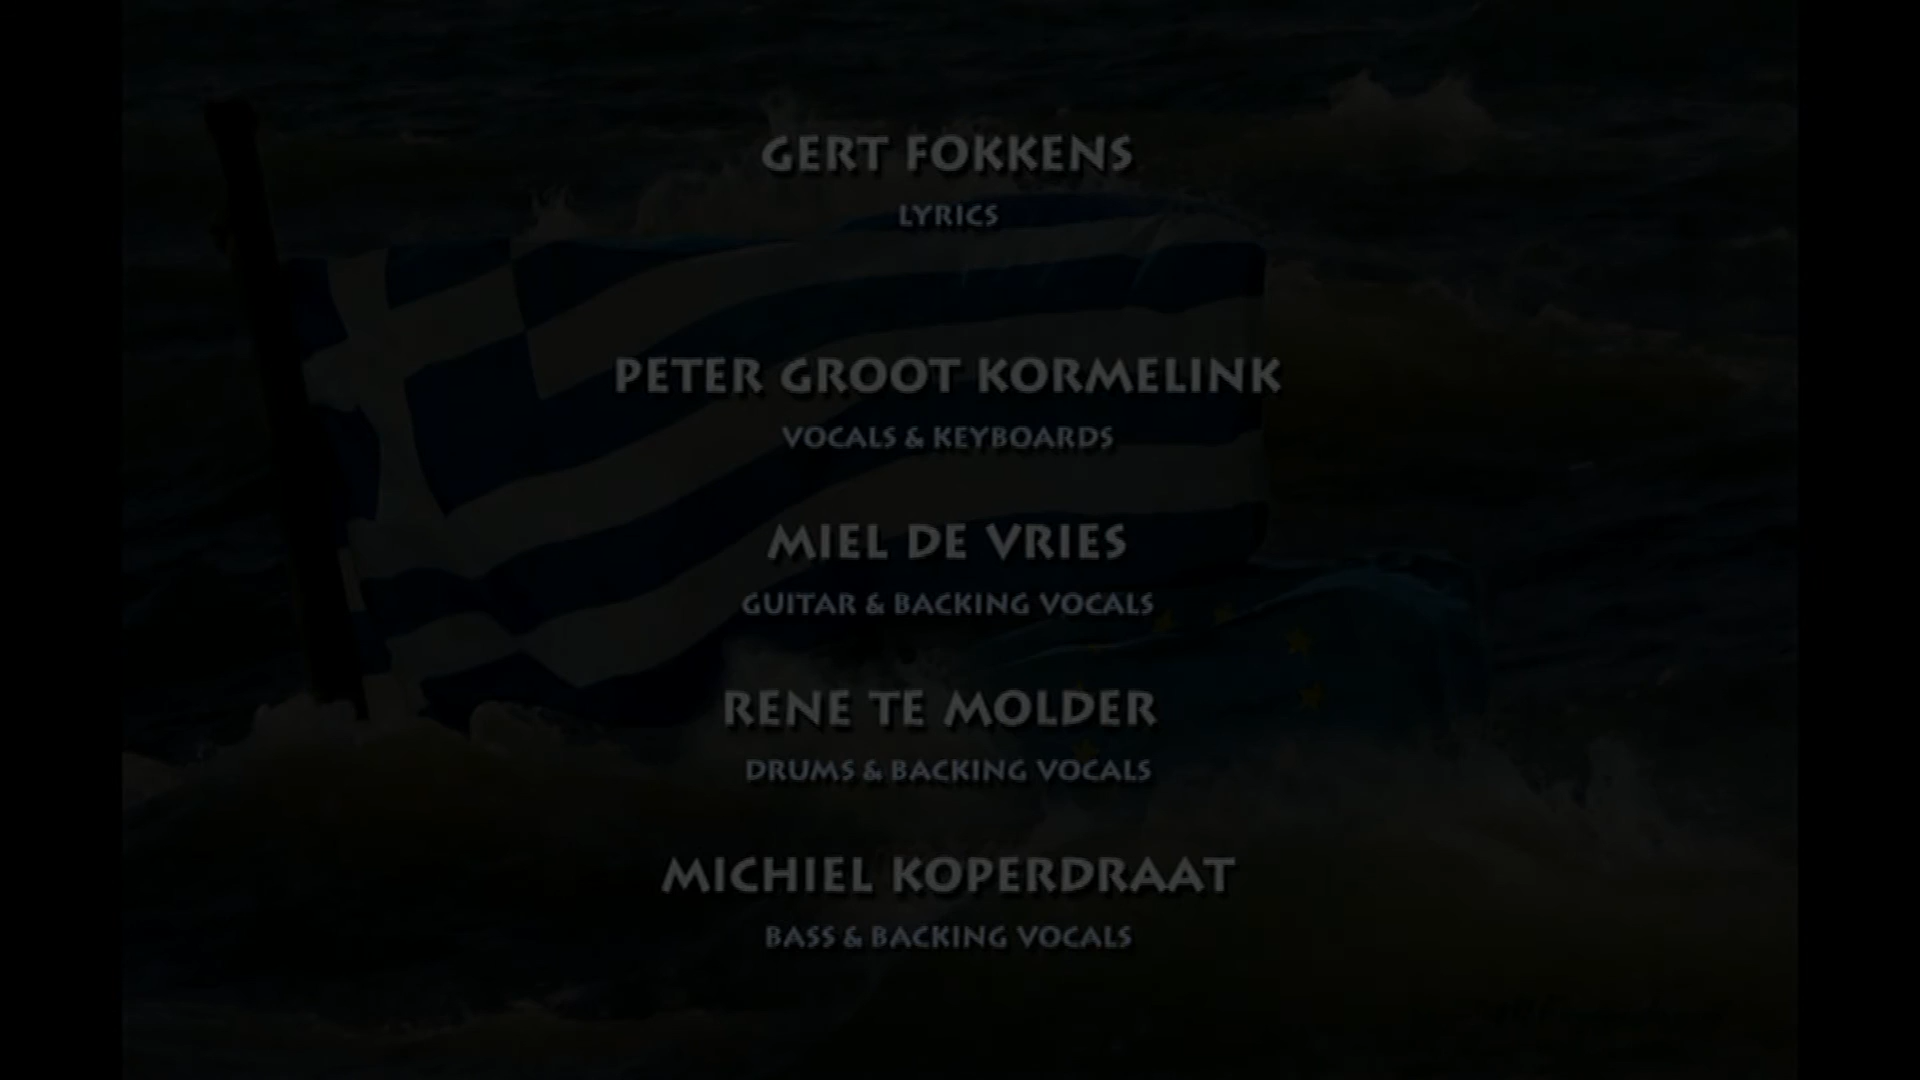 GERT FOKKENS
LYRICS
PETER GROOT KORMELINK
VOCALS & KEYBOARDS
MIEL DE VRIES
GUITAR & BACKING VOCALS
RENE TE MOLDER
DRUMS & BACKING VOCALS
MICHIEL KOPERDRAAT
BASS & BACKING VOCALS